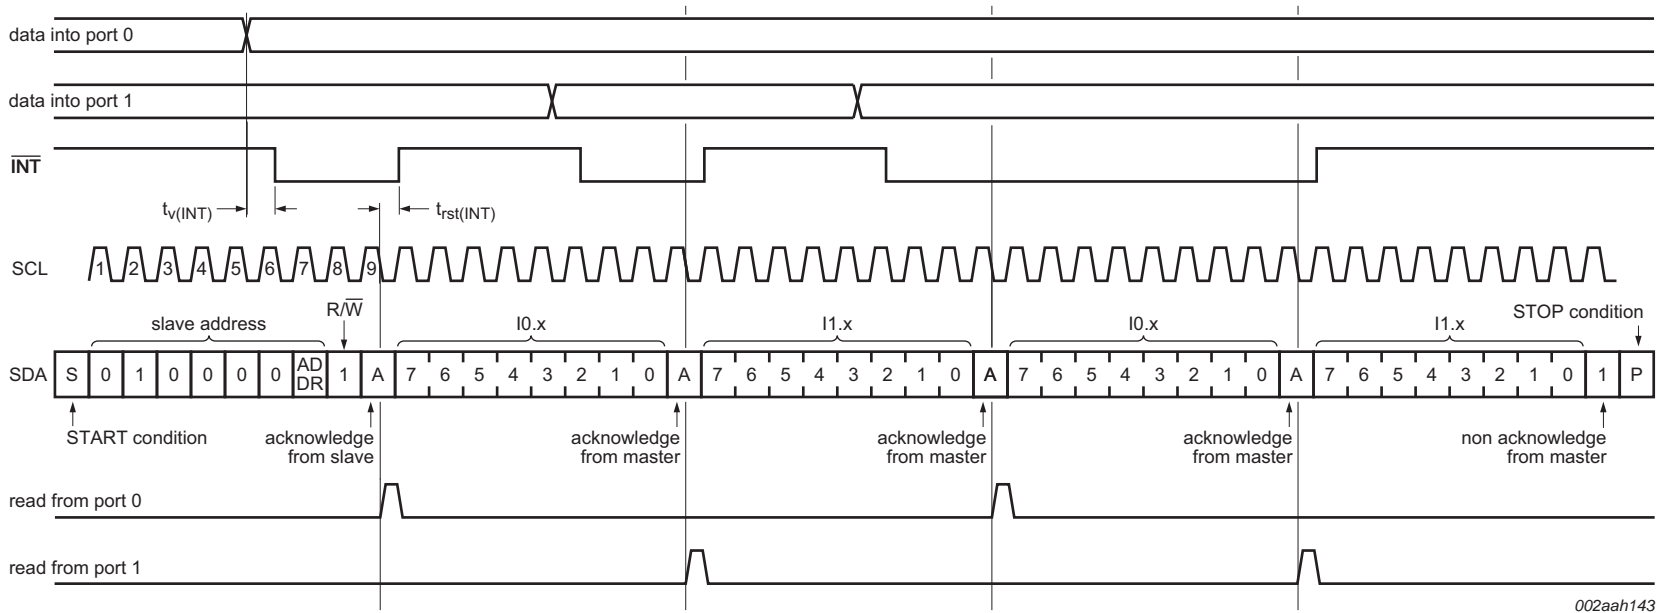 data into port 0
data into port 1
INT
tv(INT)
trst(INT)
SCL
1 2 3 4 5 6 7 8 9
R/W
STOP condition
slave address
I0.x
I1.x
I0.x
I1.x
SDA
S 0 1 0 0 0 0 AD DR 1 A 7 6 5 4 3 2 1 0 A 7 6 5 4 3 2 1 0 A 7 6 5 4 3 2 1 0 A 7 6 5 4 3 2 1 0 1 P
START condition
acknowledge
from slave
acknowledge
from master
acknowledge
from master
acknowledge
from master
non acknowledge
from master
read from port 0
read from port 1
002aah143